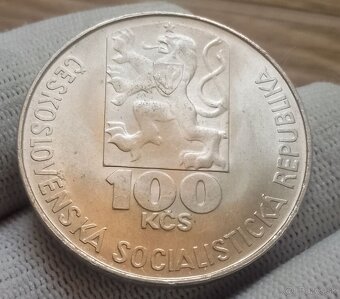 ČESKOSLOVENSKÁ SOCIALISTICKÁ REPUBLIKA
100
KČS